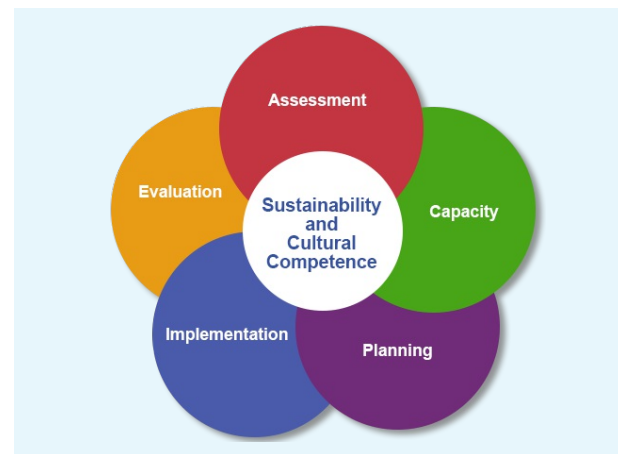 Assessment
Evaluation
Sustainability
and
Cultural
Competence
Capacity
Implementation
Planning